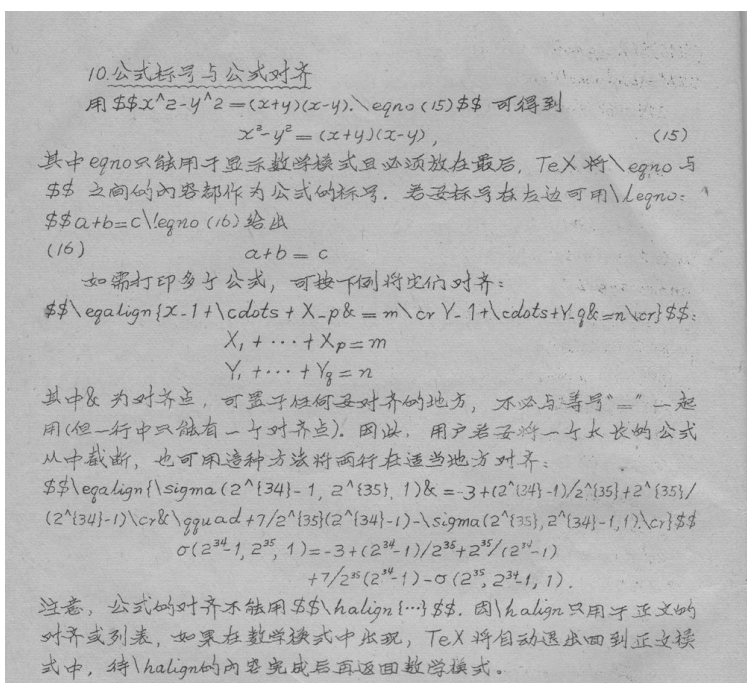 10.公式标号与公式对齐
用$$x^2-y^2=(x+y)(x-y).\eqno(15)$$ 可得到
x²-y²=(x+y)(x-y), (15)
其中eqno只能用于显示数学模式且必须放在最后, TeX 将\eqno 与
$$ 之间的内容都作为公式的标号. 若要标号在左边可用\leqno:
$$a+b=c\leqno (16) 给出
(16) a+b=c
如需打印多个公式, 可按下例将它们对齐:
$$\eqalign{x-1+\cdots+X_p&=m\cr Y-1+\cdots+Y_q&=n\cr}$$:
X₁+···+Xp=m
Y₁+···+Yq=n
其中& 为对齐点, 可置于任何要对齐的地方, 不必与等号"="一起
用(但一行中只能有一个对齐点). 因此, 用户若要将一个太长的公式
从中截断, 也可用这种方法将两行在适当地方对齐:
$$\eqalign{\sigma(2^{34}-1, 2^{35}, 1)&=-3+(2^{34}-1)/2^{35}+2^{35}/
(2^{34}-1)\cr&\qquad+7/2^{35}(2^{34}-1)-\sigma(2^{35},2^{34}-1,1)\cr}$$
σ(2³⁴-1, 2³⁵, 1)=-3+(2³⁴-1)/2³⁵+2³⁵/(2³⁴-1)
+7/2³⁵(2³⁴-1)-σ(2³⁵, 2³⁴-1, 1).
注意, 公式的对齐不能用$$\halign{…}$$. 因\halign只用于正文的
对齐或列表, 如果在数学模式中出现, TeX 将自动退出回到正文模
式中, 待\halign的内容完成后再返回数学模式。